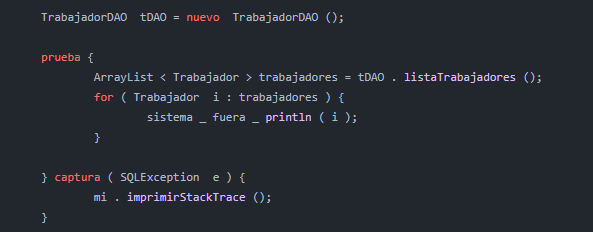 TrabajadorDAO tDAO = nuevo TrabajadorDAO ();
prueba {
ArrayList < Trabajador > trabajadores = tDAO . listaTrabajadores ();
for ( Trabajador i : trabajadores ) {
sistema _ fuera _ println ( i );
}
} captura ( SQLException e ) {
mi . imprimirStackTrace ();
}